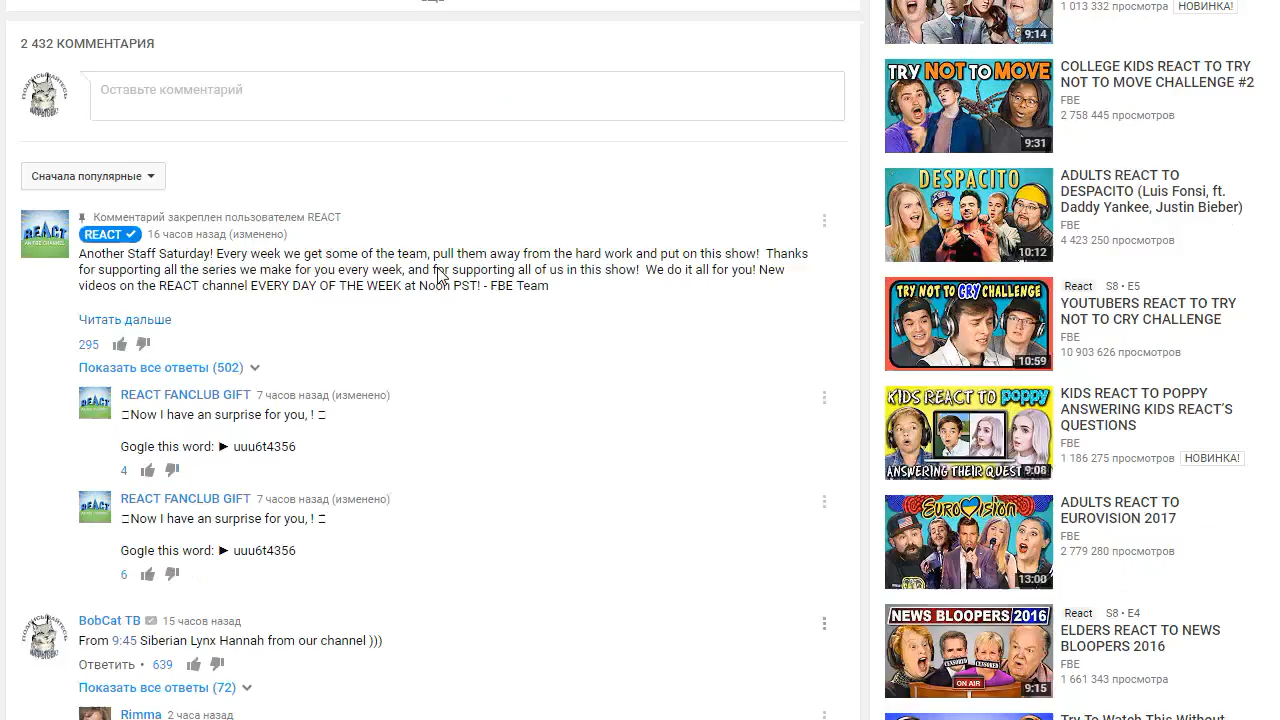 2 432 КОММЕНТАРИЯ
Оставьте комментарий
Сначала популярные
Комментарий закреплен пользователем REACT
REACT 16 часов назад (изменено)
Another Staff Saturday! Every week we get some of the team, pull them away from the hard work and put on this show! Thanks
for supporting all the series we make for you every week, and for supporting all of us in this show! We do it all for you! New
videos on the REACT channel EVERY DAY OF THE WEEK at Noon PST! - FBE Team
Читать дальше
295
Показать все ответы (502)
REACT FANCLUB GIFT 7 часов назад (изменено)
Now I have an surprise for you, !
Gogle this word: ► uuu6t4356
4
REACT FANCLUB GIFT 7 часов назад (изменено)
Now I have an surprise for you, !
Gogle this word: ► uuu6t4356
6
BobCat ТВ 15 часов назад
From 9:45 Siberian Lynx Hannah from our channel )))
Ответить • 639
Показать все ответы (72)
Rimma 2 часа назад
1 013 332 просмотра НОВИНКА!
9:14
TRY NOT TO MOVE
9:31
COLLEGE KIDS REACT TO TRY
NOT TO MOVE CHALLENGE #2
FBE
2 758 445 просмотров
DESPACITO
10:12
ADULTS REACT TO
DESPACITO (Luis Fonsi, ft.
Daddy Yankee, Justin Bieber)
FBE
4 423 250 просмотров
TRY NOT TO CRY CHALLENGE
10:59
React S8 • E5
YOUTUBERS REACT TO TRY
NOT TO CRY CHALLENGE
FBE
10 903 626 просмотров
KIDS REACT TO poppy
ANSWERING THEIR QUEST
9:08
KIDS REACT TO POPPY
ANSWERING KIDS REACT'S
QUESTIONS
FBE
1 186 275 просмотров НОВИНКА!
EUROVISION
13:00
ADULTS REACT TO
EUROVISION 2017
FBE
2 779 280 просмотров
NEWS BLOOPERS 2016
CENSORED
CENSORED
ON AIR
9:15
React S8 • E4
ELDERS REACT TO NEWS
BLOOPERS 2016
FBE
1 661 343 просмотра
Try To Watch This Without